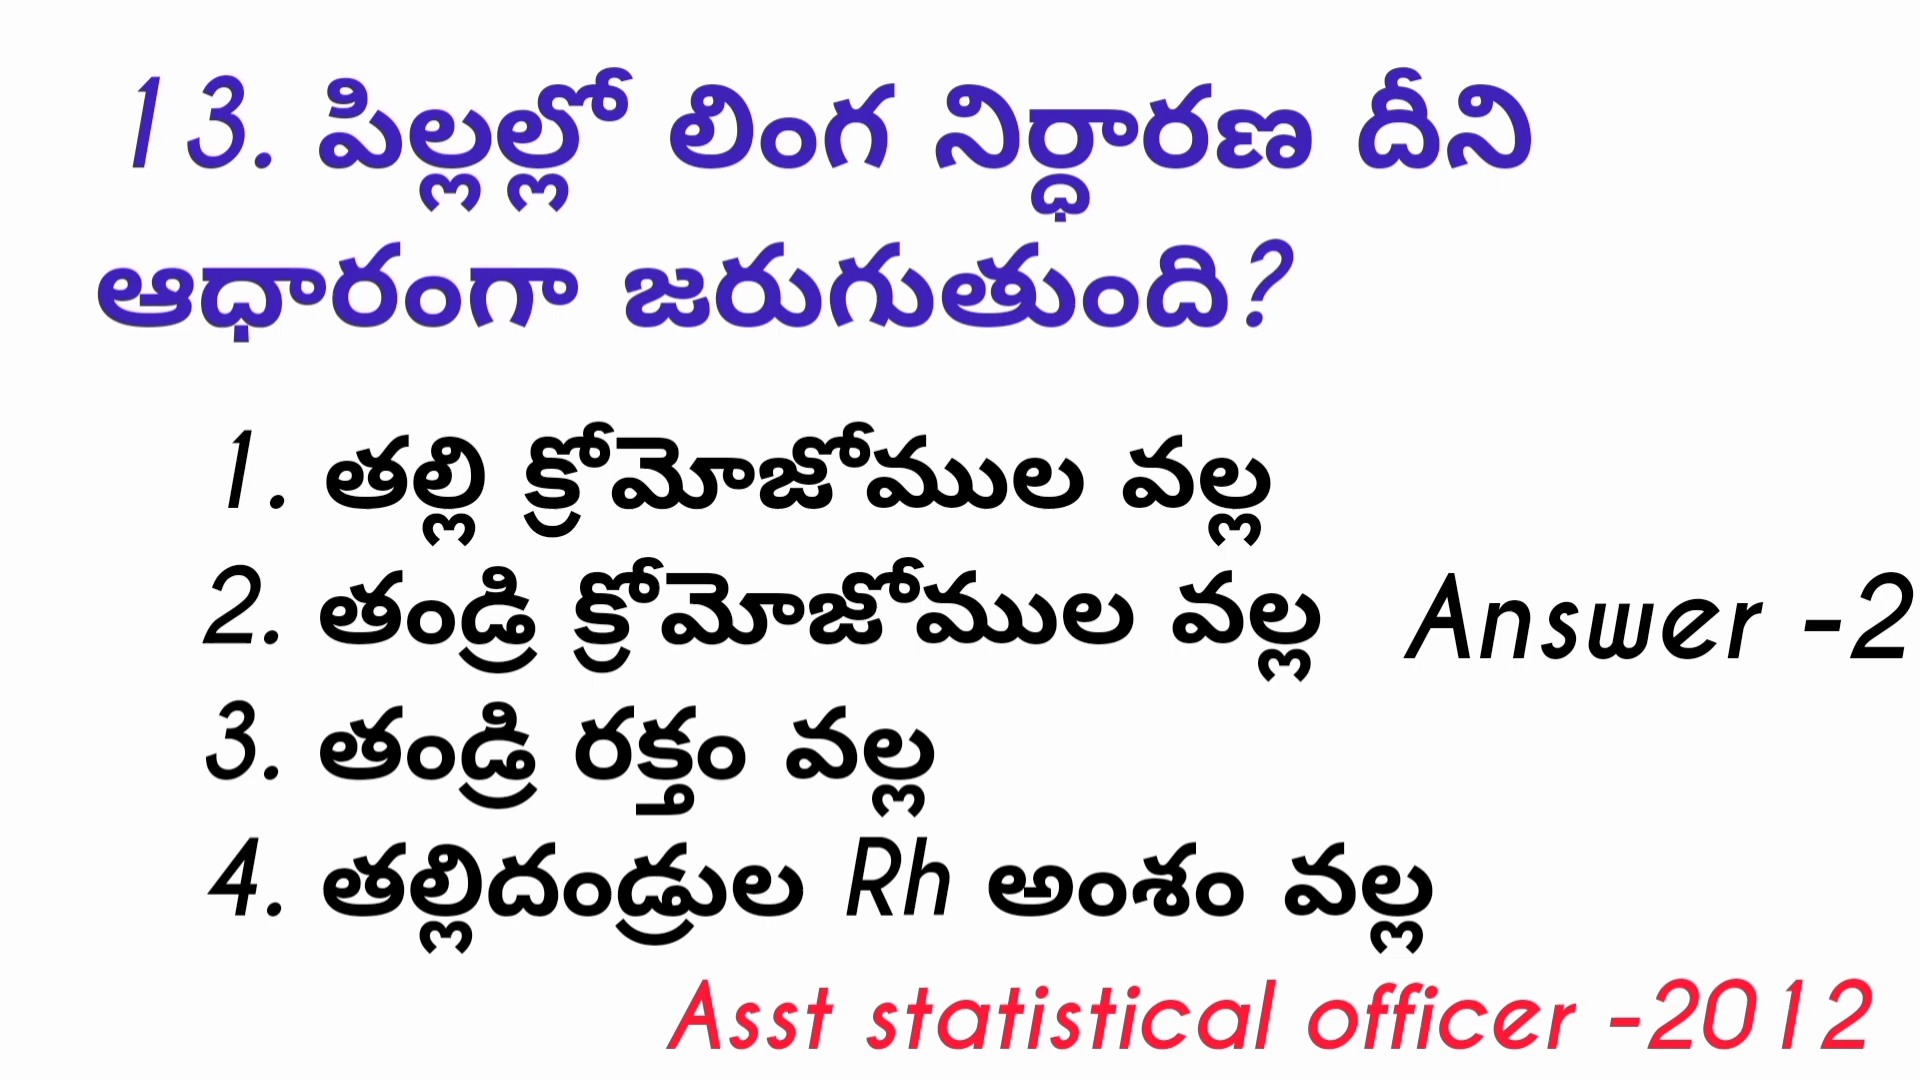 13. పిల్లల్లో లింగ నిర్ధారణ దీని
ఆధారంగా జరుగుతుంది?
1. తల్లి క్రోమోజోముల వల్ల
2. తండ్రి క్రోమోజోముల వల్ల Answer -2
3. తండ్రి రక్తం వల్ల
4. తల్లిదండ్రుల Rh అంశం వల్ల
Asst statistical officer -2012